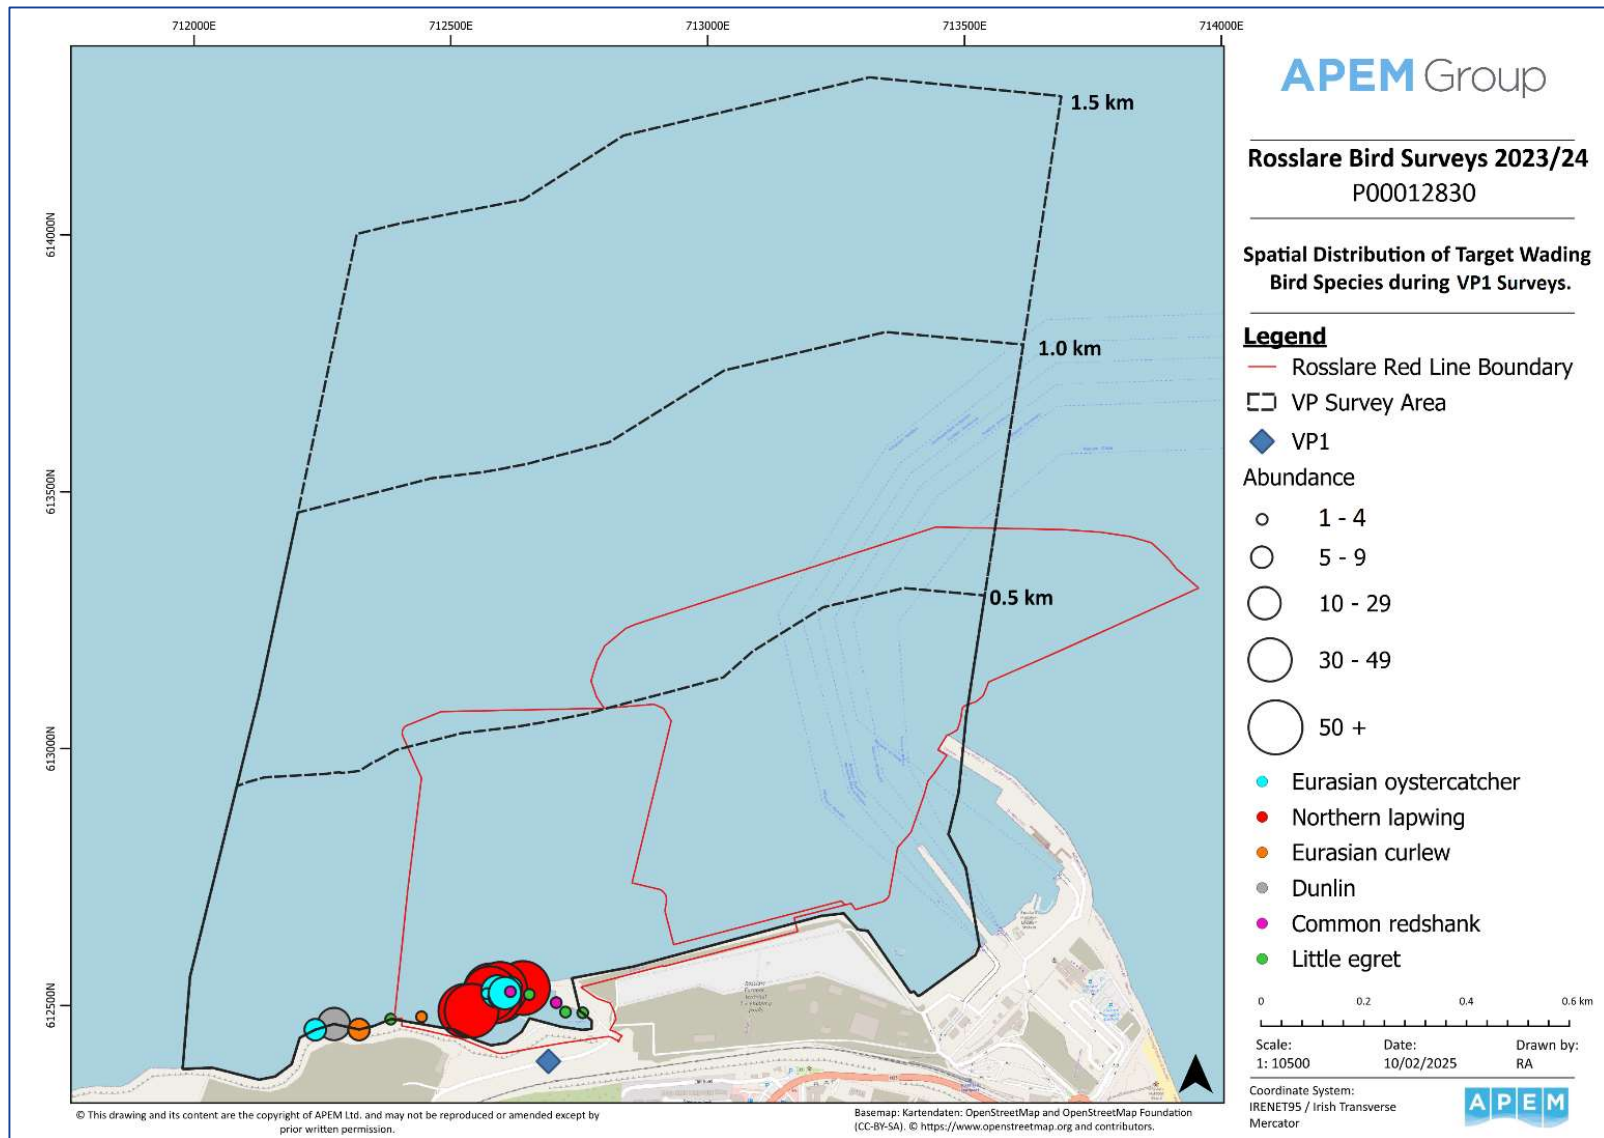 712000E
712500E
713000E
713500E
714000E
6140000N
6135000N
6130000N
6125000N
1.5 km
1.0 km
0.5 km
APEM Group
Rosslare Bird Surveys 2023/24
P00012830
Spatial Distribution of Target Wading
Bird Species during VP1 Surveys.
Legend
Rosslare Red Line Boundary
VP Survey Area
VP1
Abundance
1 - 4
5 - 9
10 - 29
30 - 49
50 +
Eurasian oystercatcher
Northern lapwing
Eurasian curlew
Dunlin
Common redshank
Little egret
0 0.2 0.4 0.6 km
Scale: Date: Drawn by:
1: 10500 10/02/2025 RA
Coordinate System:
IRENET95 / Irish Transverse
Mercator
APEM
© This drawing and its content are the copyright of APEM Ltd. and may not be reproduced or amended except by
prior written permission.
Basemap: Kartendaten: OpenStreetMap and OpenStreetMap Foundation
(CC-BY-SA). © https://www.openstreetmap.org and contributors.